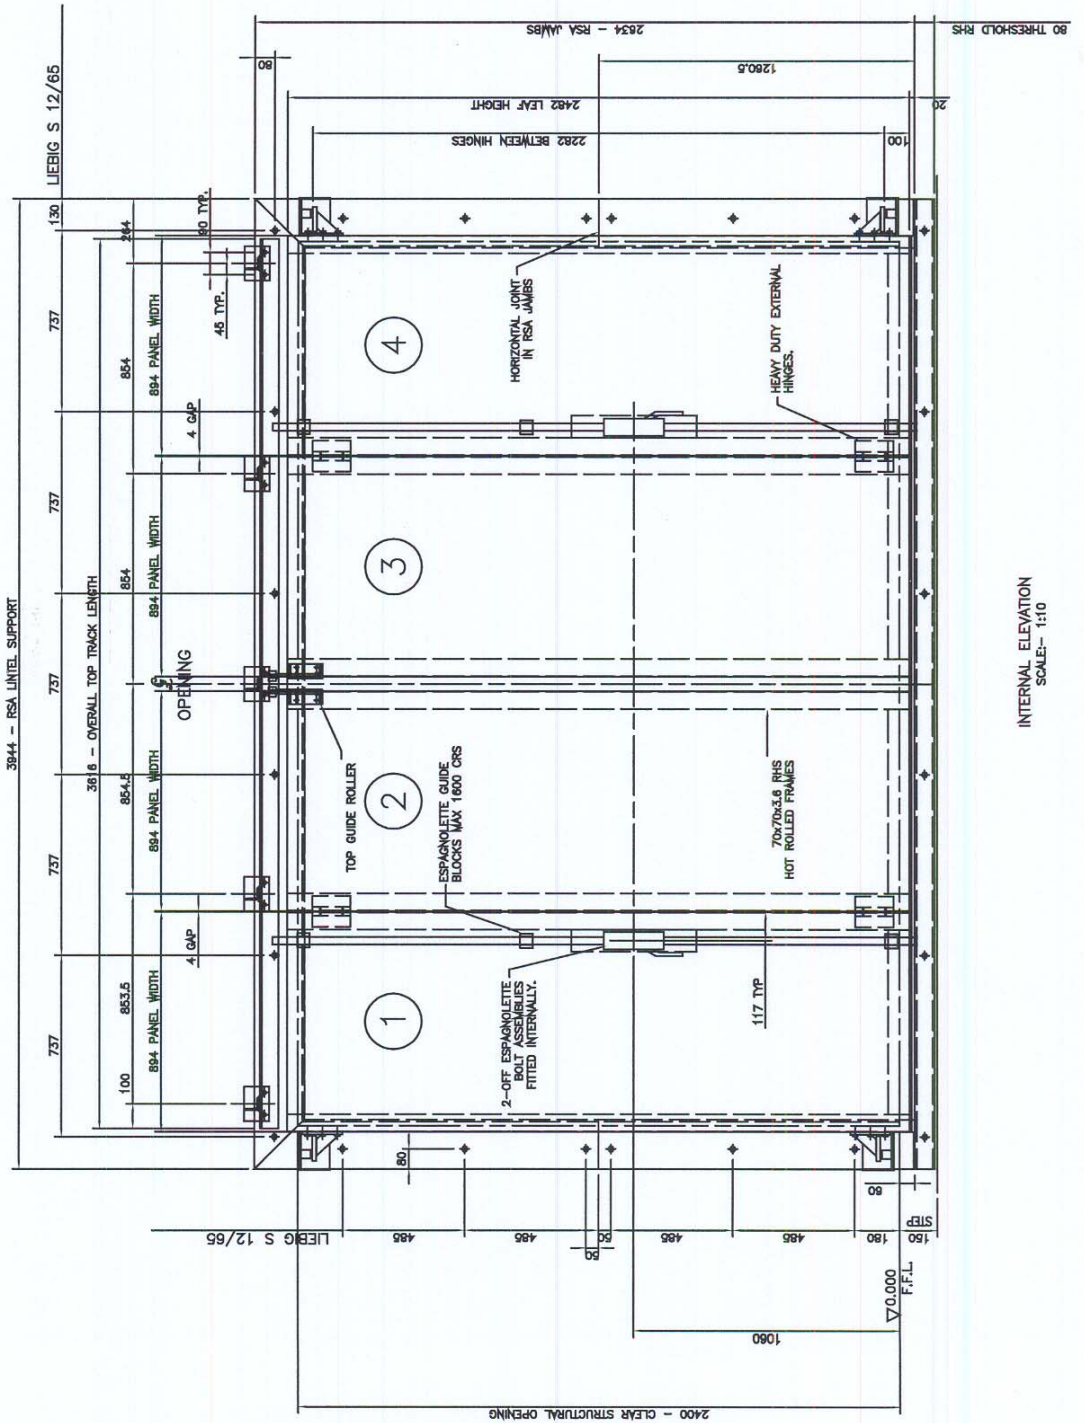 3944 – RSA LINTEL SUPPORT
130 LIEBIG S 12/65
737
737
737
737
737
3616 – OVERALL TOP TRACK LENGTH
264
854
854
854.5
853.5
100
90 TYP.
45 TYP.
894 PANEL WIDTH
894 PANEL WIDTH
894 PANEL WIDTH
894 PANEL WIDTH
4 GAP
4 GAP
OPENING
80
2634 – RSA JAMBS
80 THRESHOLD RHS
1260.5
2482 LEAF HEIGHT
20
2282 BETWEEN HINGES
100
1
2
3
4
TOP GUIDE ROLLER
ESPAGNOLETTE GUIDE
BLOCKS MAX 1600 CRS
2–OFF ESPAGNOLETTE
BOLT ASSEMBLIES
FITTED INTERNALLY.
HORIZONTAL JOINT
IN RSA JAMBS
HEAVY DUTY EXTERNAL
HINGES.
70x70x3.6 RHS
HOT ROLLED FRAMES
117 TYP
80
60
LIEBIG S 12/65
485
485
50
50
485
485
180
150
STEP
0.000
F.F.L.
1060
2400 – CLEAR STRUCTURAL OPENING
INTERNAL ELEVATION
SCALE:– 1:10